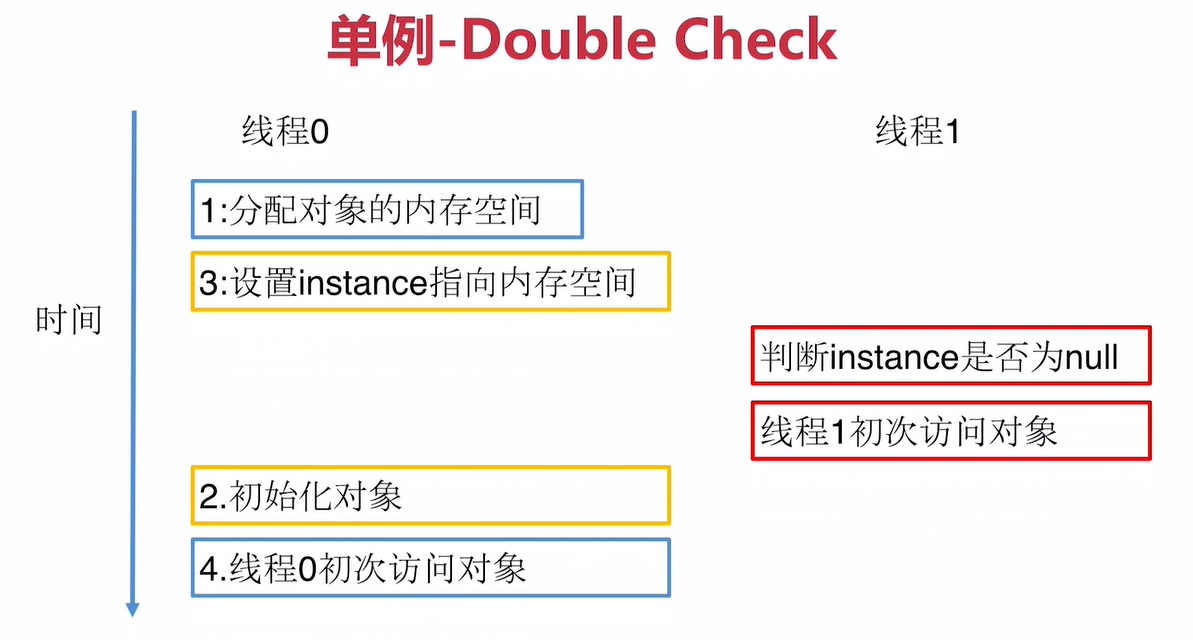 单例-Double Check
线程0
线程1
1:分配对象的内存空间
3:设置instance指向内存空间
时间
判断instance是否为null
线程1初次访问对象
2.初始化对象
4.线程0初次访问对象